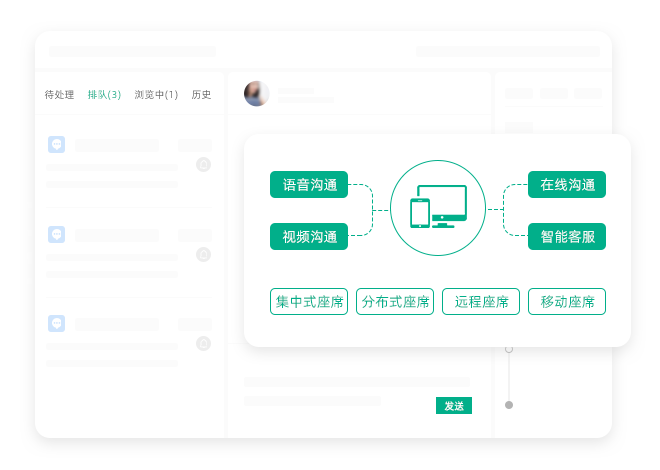 待处理 排队(3) 浏览中(1) 历史
语音沟通 在线沟通
视频沟通 智能客服
集中式座席 分布式座席 远程座席 移动座席
发送